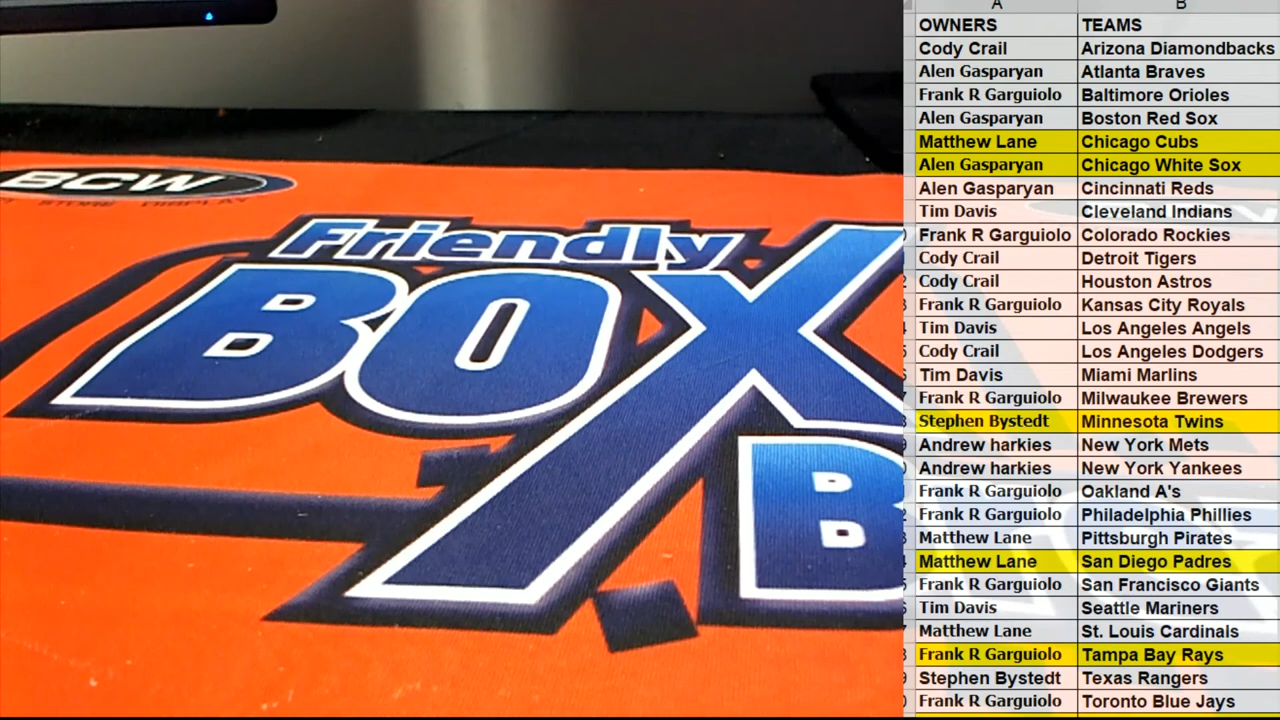 BCW
DISPLAY
Friendly
BOX
B
A B
OWNERS TEAMS
Cody Crail Arizona Diamondbacks
Alen Gasparyan Atlanta Braves
Frank R Garguiolo Baltimore Orioles
Alen Gasparyan Boston Red Sox
Matthew Lane Chicago Cubs
Alen Gasparyan Chicago White Sox
Alen Gasparyan Cincinnati Reds
Tim Davis Cleveland Indians
Frank R Garguiolo Colorado Rockies
Cody Crail Detroit Tigers
Cody Crail Houston Astros
Frank R Garguiolo Kansas City Royals
Tim Davis Los Angeles Angels
Cody Crail Los Angeles Dodgers
Tim Davis Miami Marlins
Frank R Garguiolo Milwaukee Brewers
Stephen Bystedt Minnesota Twins
Andrew harkies New York Mets
Andrew harkies New York Yankees
Frank R Garguiolo Oakland A's
Frank R Garguiolo Philadelphia Phillies
Matthew Lane Pittsburgh Pirates
Matthew Lane San Diego Padres
Frank R Garguiolo San Francisco Giants
Tim Davis Seattle Mariners
Matthew Lane St. Louis Cardinals
Frank R Garguiolo Tampa Bay Rays
Stephen Bystedt Texas Rangers
Frank R Garguiolo Toronto Blue Jays